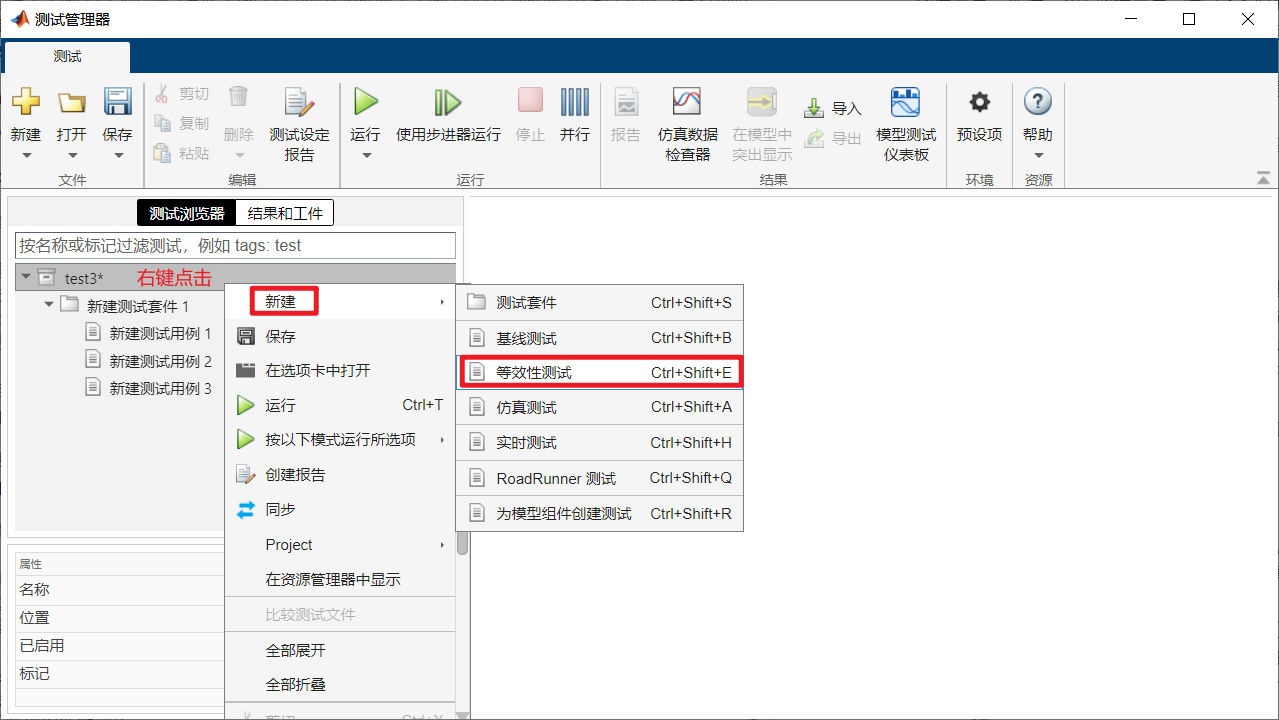 测试管理器
测试
新建
打开
保存
文件
剪切
复制
粘贴
删除
测试设定
报告
编辑
运行
使用步进器运行
停止
并行
运行
报告
仿真数据
检查器
在模型中
突出显示
导入
导出
模型测试
仪表板
结果
预设项
环境
帮助
资源
测试浏览器
结果和工件
按名称或标记过滤测试，例如 tags: test
test3*
右键点击
新建测试套件 1
新建测试用例 1
新建测试用例 2
新建测试用例 3
新建
保存
在选项卡中打开
运行 Ctrl+T
按以下模式运行所选项
创建报告
同步
Project
在资源管理器中显示
比较测试文件
全部展开
全部折叠
剪切 Ctrl+X
测试套件 Ctrl+Shift+S
基线测试 Ctrl+Shift+B
等效性测试 Ctrl+Shift+E
仿真测试 Ctrl+Shift+A
实时测试 Ctrl+Shift+H
RoadRunner 测试 Ctrl+Shift+Q
为模型组件创建测试 Ctrl+Shift+R
属性
名称
位置
已启用
标记